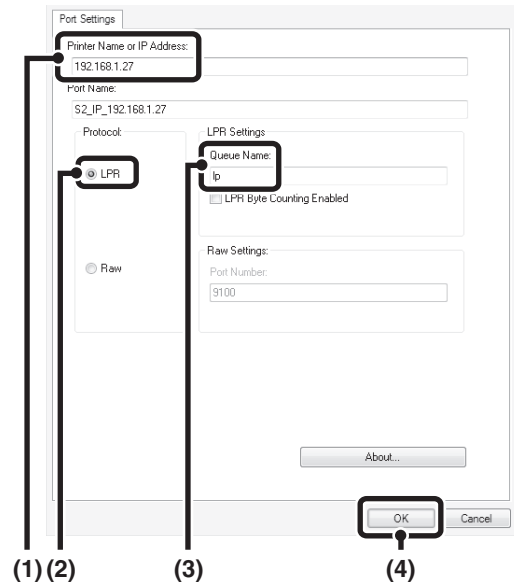 Port Settings
Printer Name or IP Address:
192.168.1.27
Port Name:
S2_IP_192.168.1.27
Protocol:
LPR
Raw
LPR Settings
Queue Name:
lp
LPR Byte Counting Enabled
Raw Settings:
Port Number:
9100
About...
OK
Cancel
(1) (2) (3) (4)